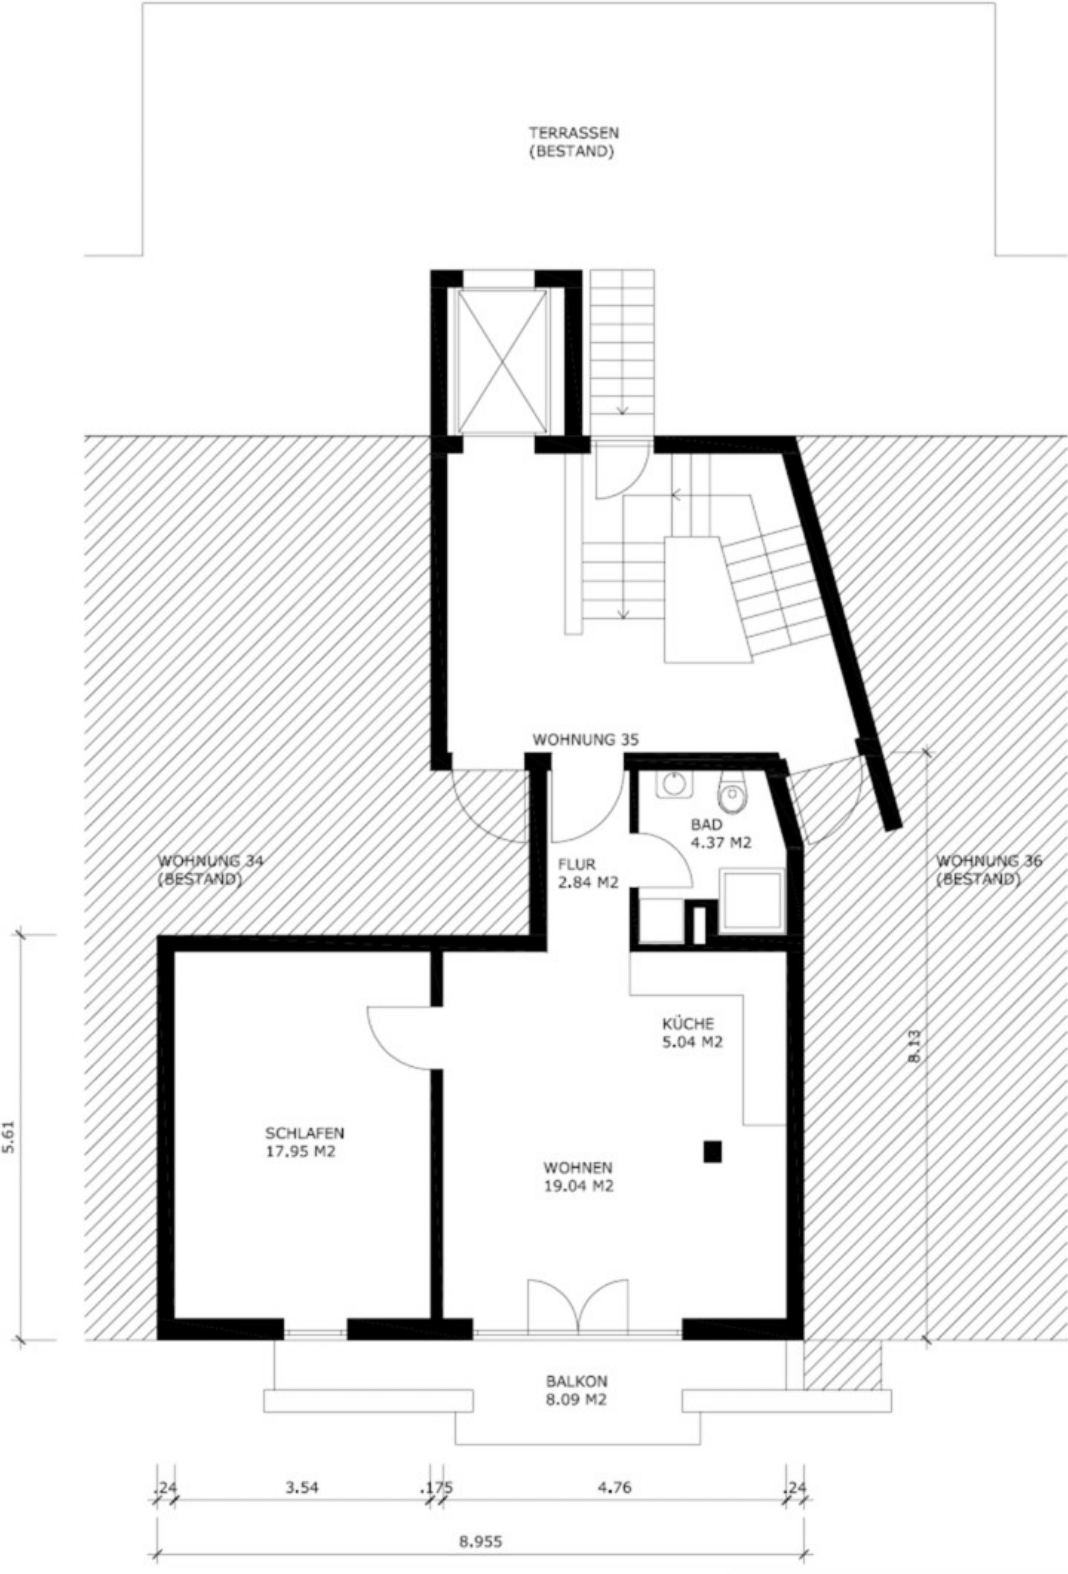 TERRASSEN
(BESTAND)
WOHNUNG 35
BAD
4.37 M2
FLUR
2.84 M2
WOHNUNG 34
(BESTAND)
WOHNUNG 36
(BESTAND)
KÜCHE
5.04 M2
8.13
5.61
SCHLAFEN
17.95 M2
WOHNEN
19.04 M2
BALKON
8.09 M2
.24
3.54
.175
4.76
.24
8.955